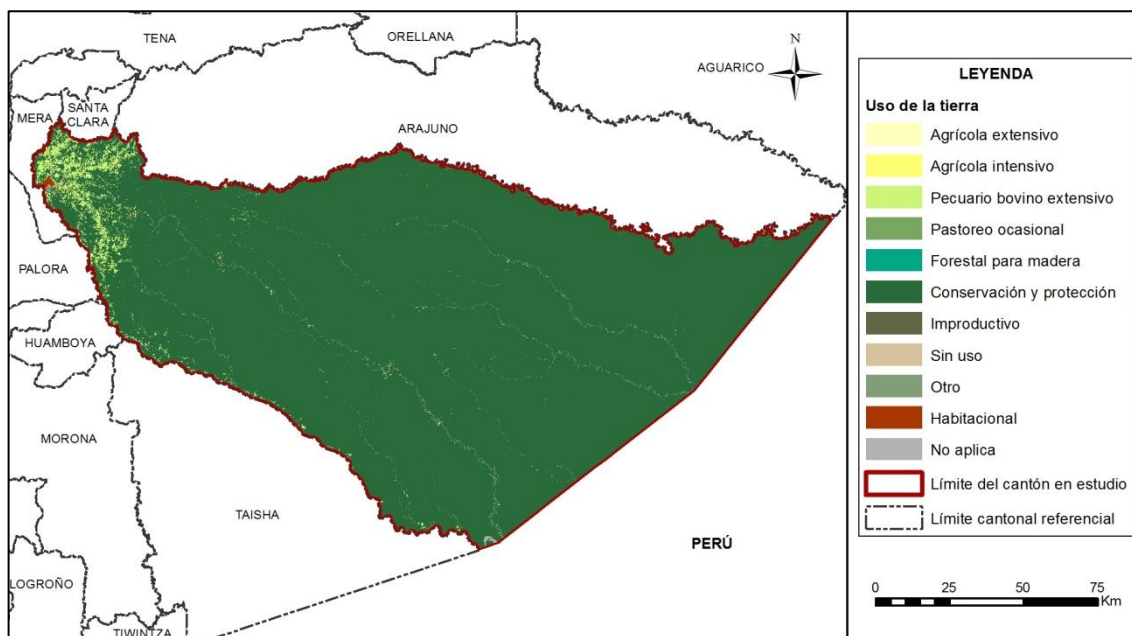 TENA
ORELLANA
AGUARICO
N
SANTA
CLARA
MERA
ARAJUNO
PALORA
HUAMBOYA
MORONA
TAISHA
PERÚ
LOGROÑO
TIWINTZA
LEYENDA
Uso de la tierra
Agrícola extensivo
Agrícola intensivo
Pecuario bovino extensivo
Pastoreo ocasional
Forestal para madera
Conservación y protección
Improductivo
Sin uso
Otro
Habitacional
No aplica
Límite del cantón en estudio
Límite cantonal referencial
0 25 50 75
Km